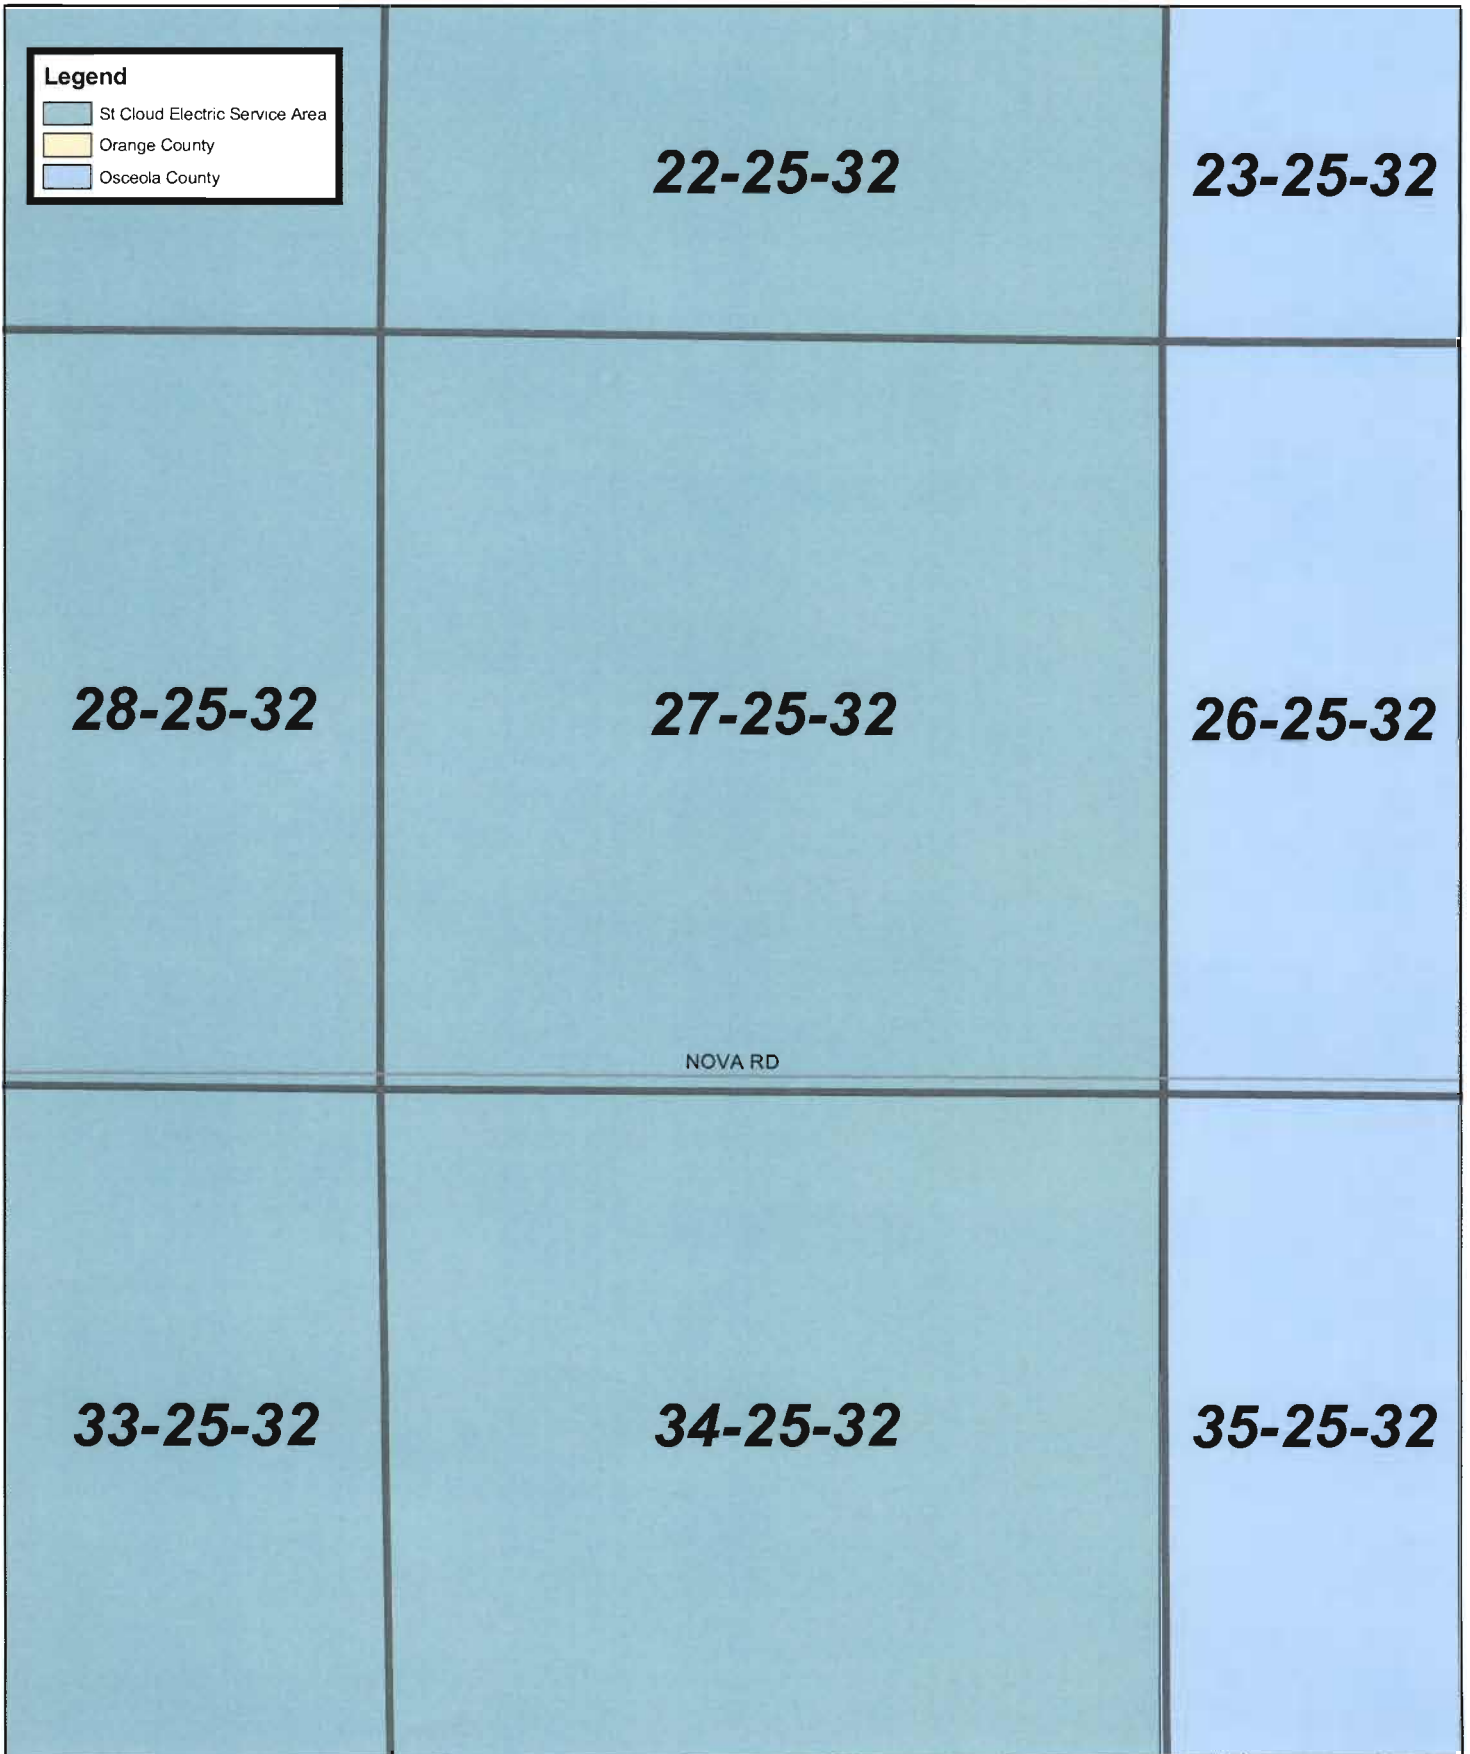 Legend
St Cloud Electric Service Area
Orange County
Osceola County
22-25-32
23-25-32
28-25-32
27-25-32
26-25-32
NOVA RD
33-25-32
34-25-32
35-25-32